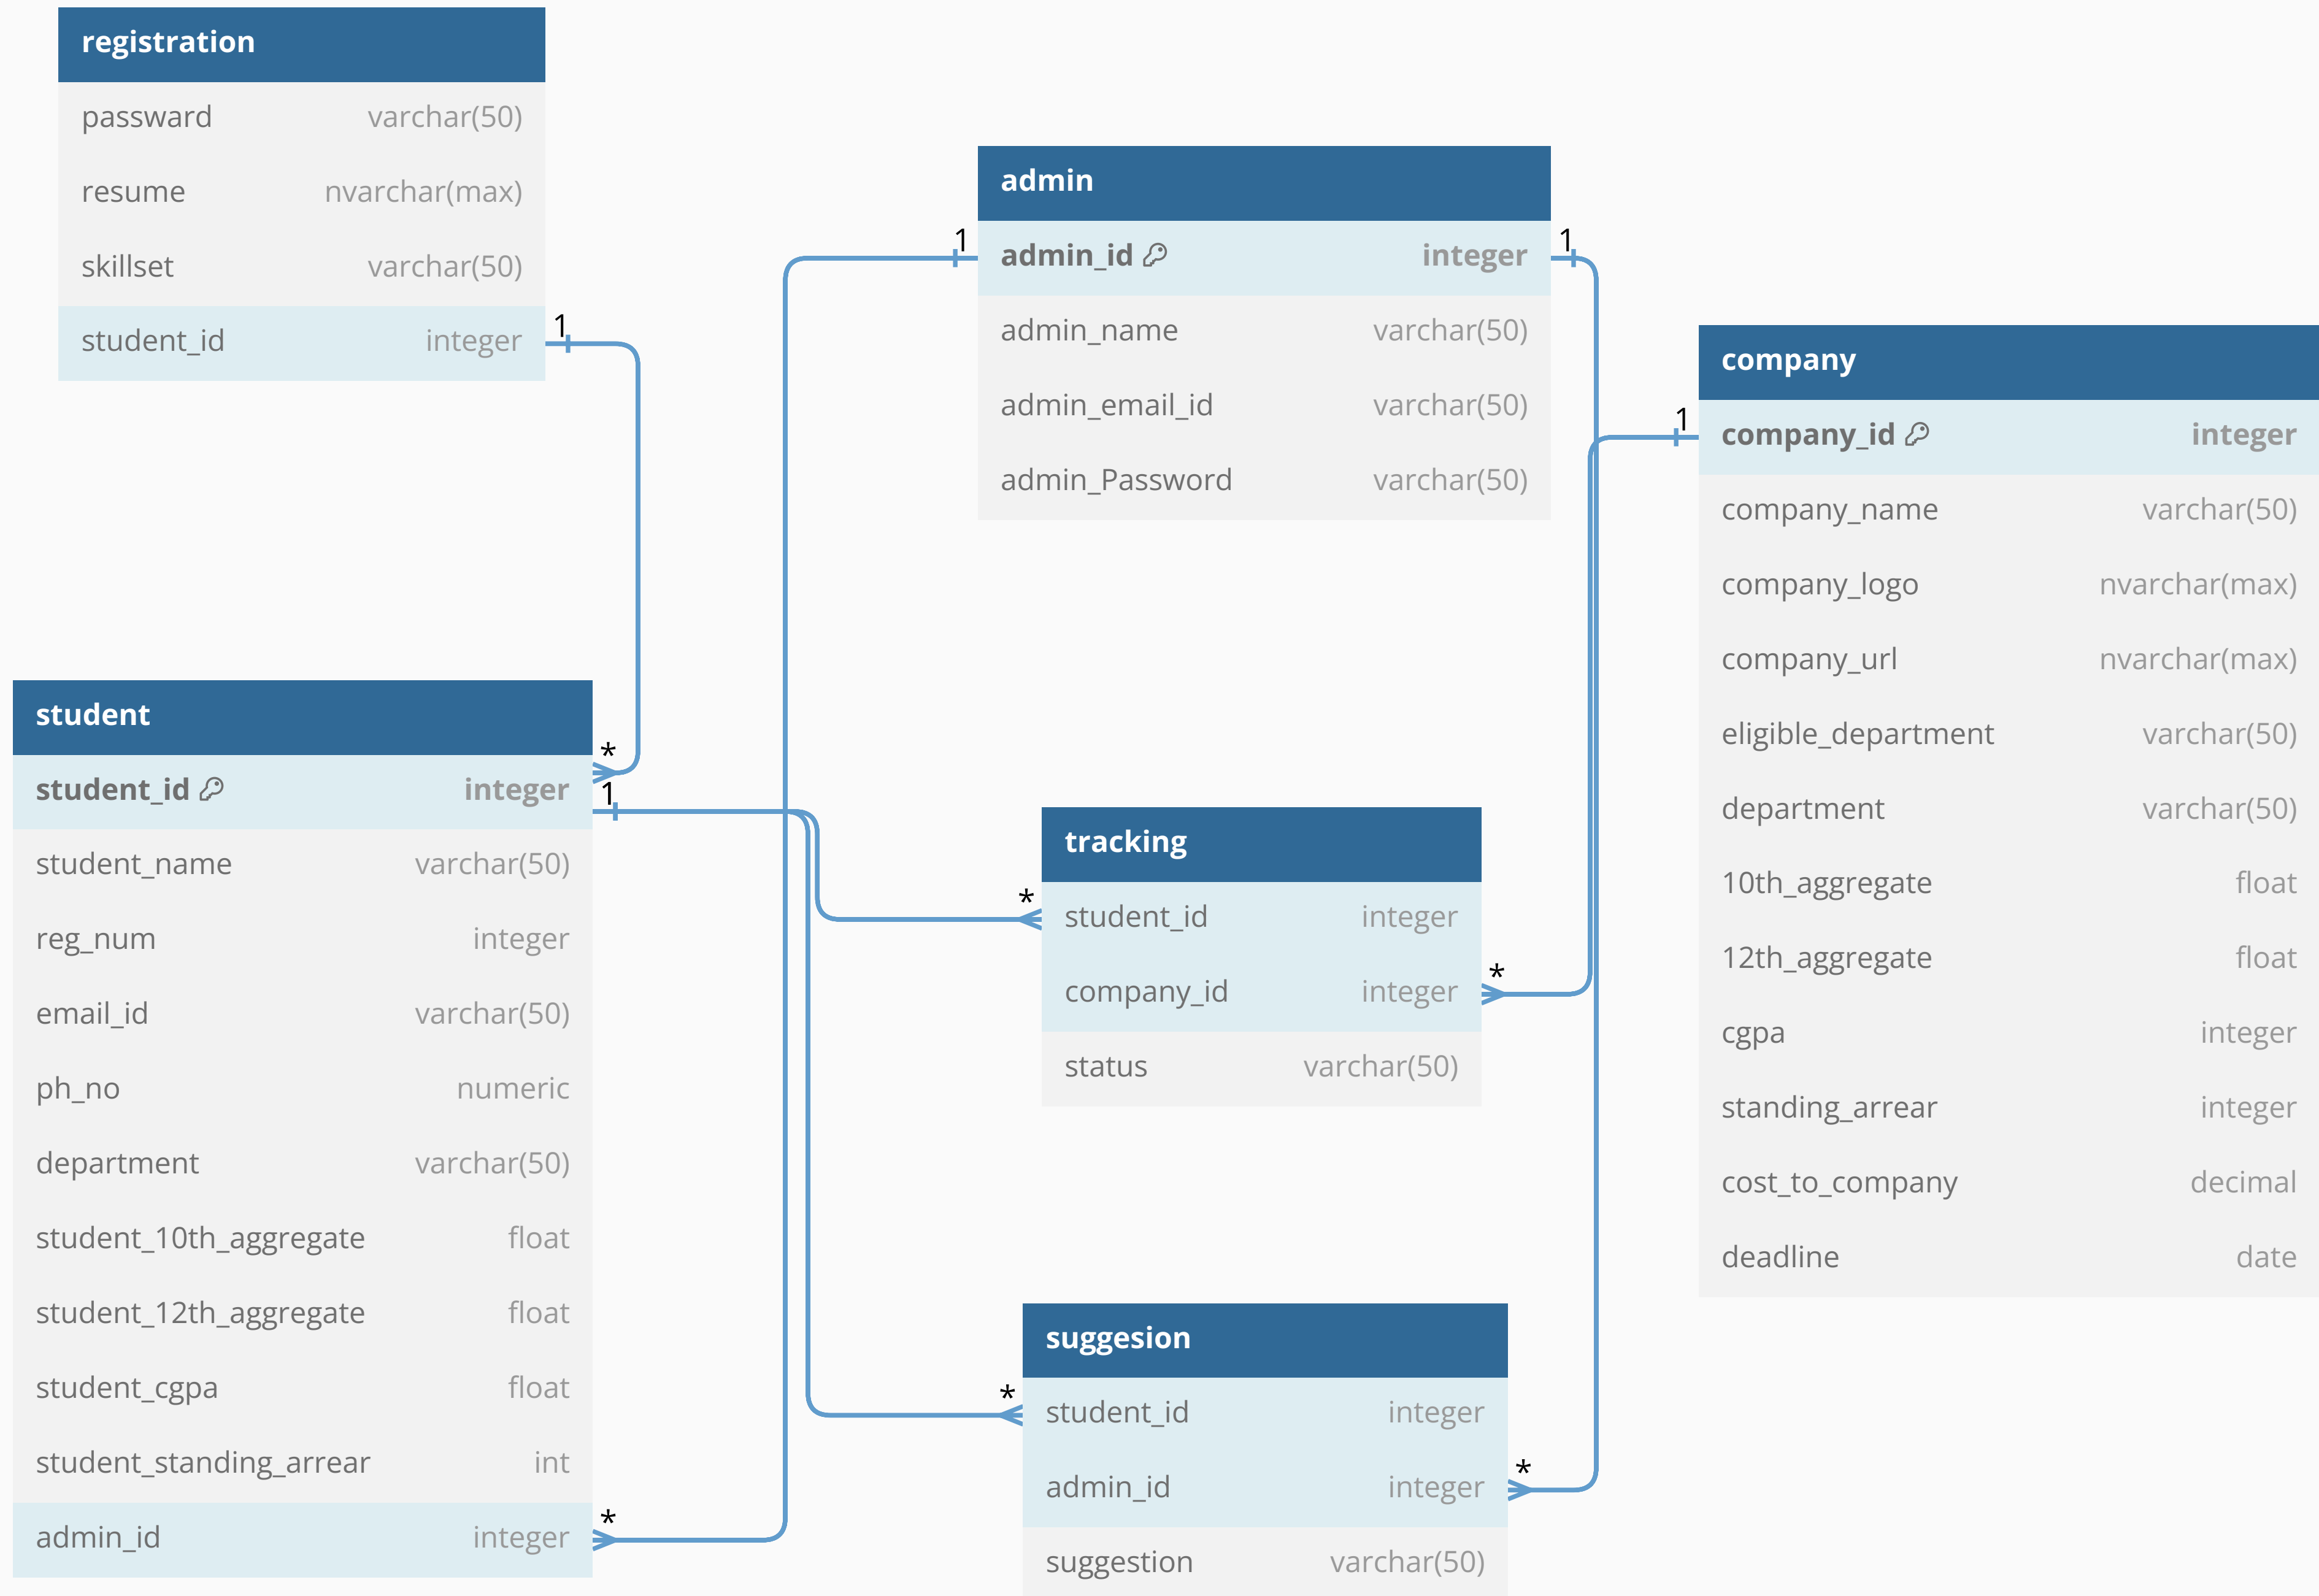 registration
passward varchar(50)
resume nvarchar(max)
skillset varchar(50)
student_id integer
1
admin
1 admin_id integer 1
admin_name varchar(50)
admin_email_id varchar(50)
admin_Password varchar(50)
company
1 company_id integer
company_name varchar(50)
company_logo nvarchar(max)
company_url nvarchar(max)
eligible_department varchar(50)
department varchar(50)
10th_aggregate float
12th_aggregate float
cgpa integer
standing_arrear integer
cost_to_company decimal
deadline date
student
*
student_id integer 1
student_name varchar(50)
reg_num integer
email_id varchar(50)
ph_no numeric
department varchar(50)
student_10th_aggregate float
student_12th_aggregate float
student_cgpa float
student_standing_arrear int
admin_id integer *
tracking
* student_id integer
company_id integer *
status varchar(50)
suggesion
* student_id integer
admin_id integer *
suggestion varchar(50)